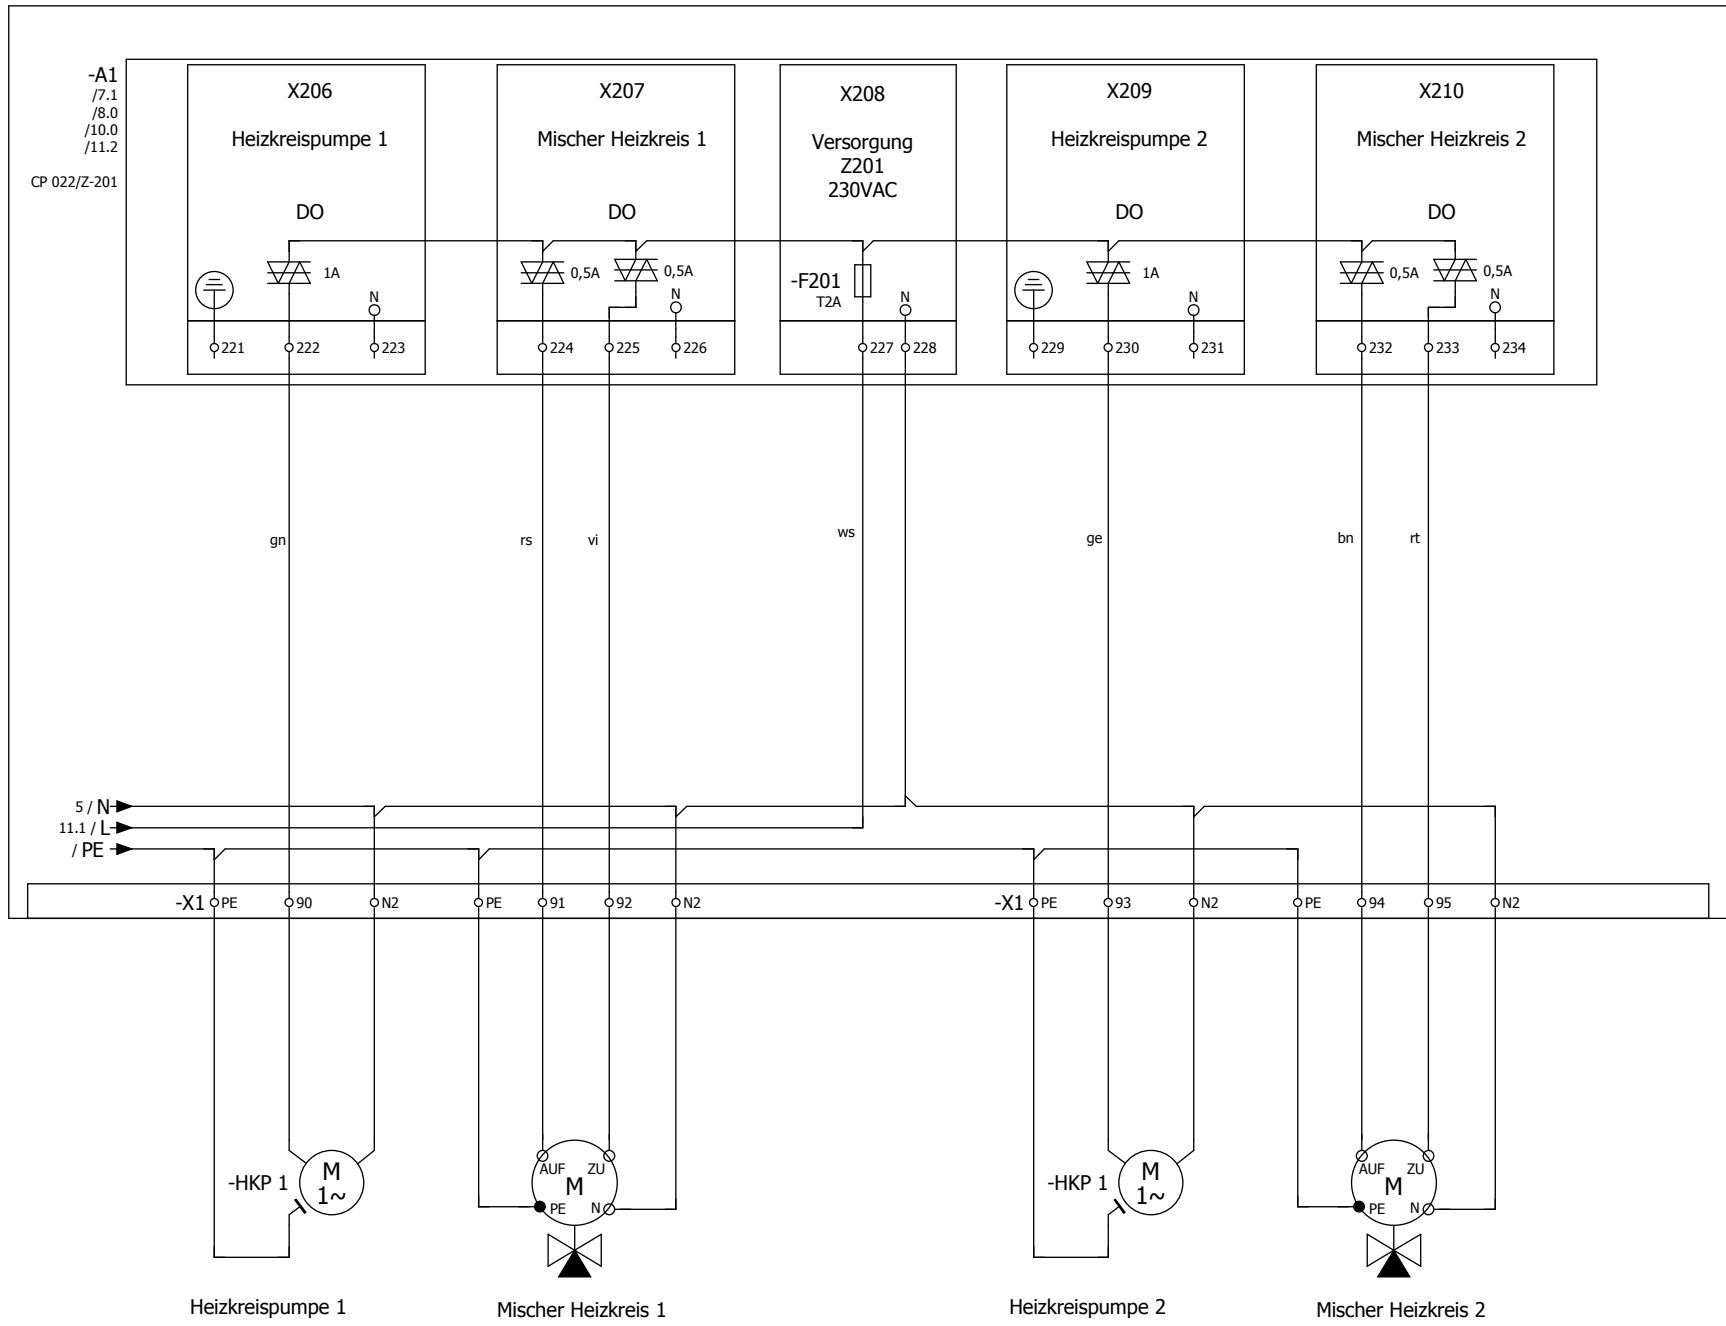 -A1
/7.1
/8.0
/10.0
/11.2
CP 022/Z-201
X206
Heizkreispumpe 1
DO
1A
N
221
222
223
X207
Mischer Heizkreis 1
DO
0,5A
0,5A
N
224
225
226
X208
Versorgung
Z201
230VAC
-F201
T2A
N
227
228
X209
Heizkreispumpe 2
DO
1A
N
229
230
231
X210
Mischer Heizkreis 2
DO
0,5A
0,5A
N
232
233
234
gn
rs
vi
ws
ge
bn
rt
5 / N
11.1 / L
/ PE
-X1 PE 90 N2 PE 91 92 N2 -X1 PE 93 N2 PE 94 95 N2
-HKP 1
M
1~
AUF ZU
M
PE N
-HKP 1
M
1~
AUF ZU
M
PE N
Heizkreispumpe 1
Mischer Heizkreis 1
Heizkreispumpe 2
Mischer Heizkreis 2